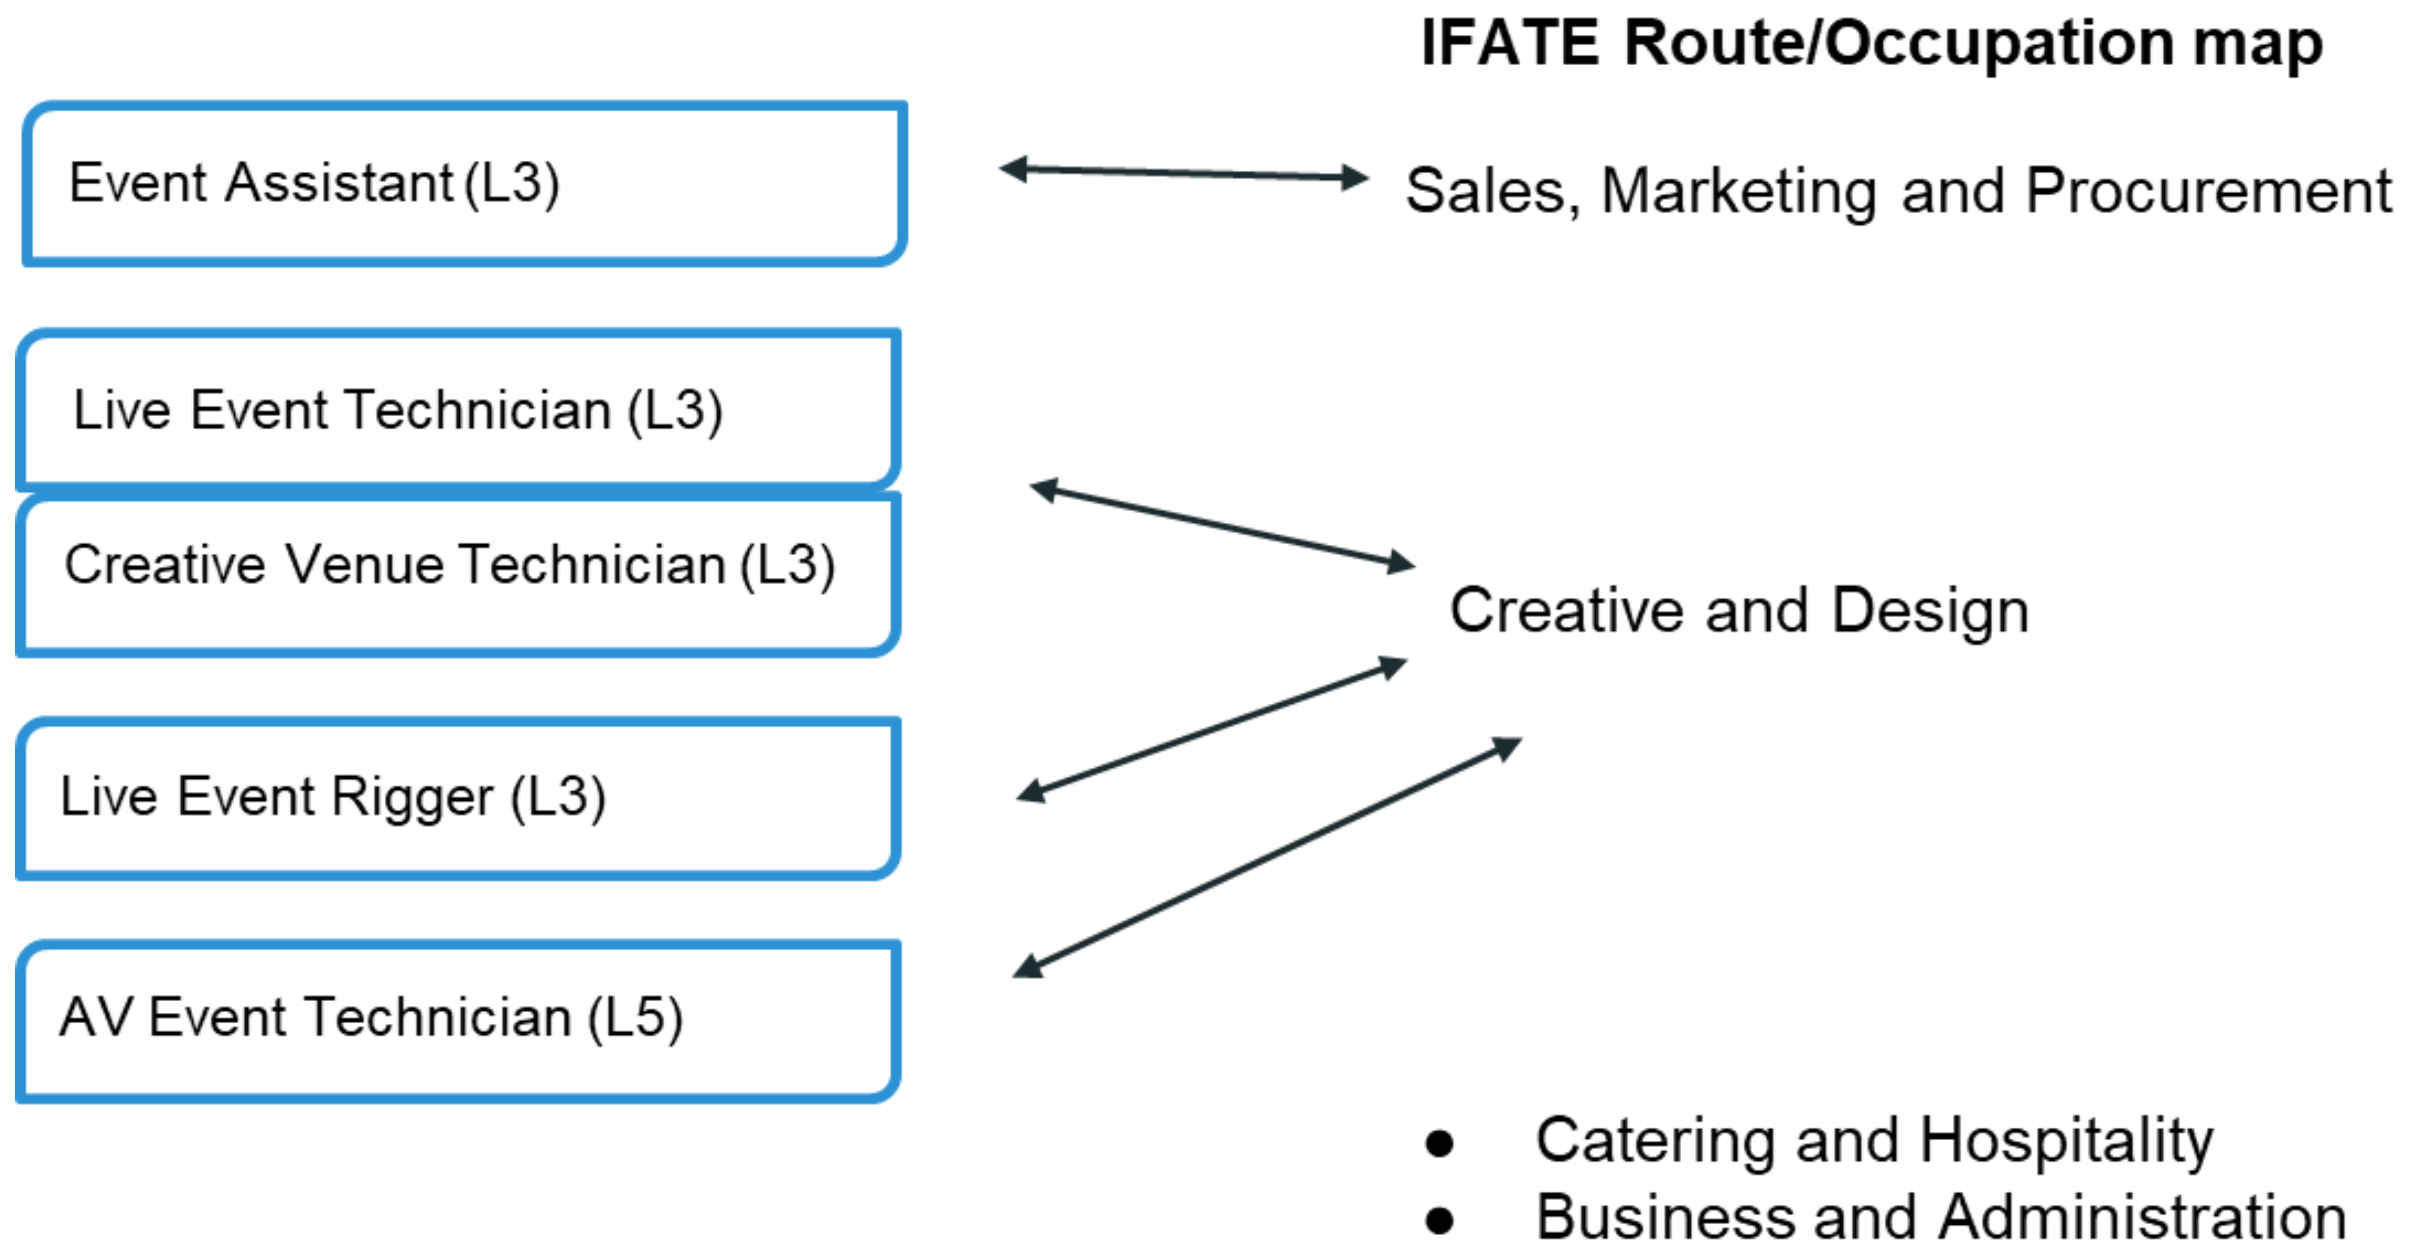 IFATE Route/Occupation map
Event Assistant (L3)
Sales, Marketing and Procurement
Live Event Technician (L3)
Creative Venue Technician (L3)
Creative and Design
Live Event Rigger (L3)
AV Event Technician (L5)
● Catering and Hospitality
● Business and Administration